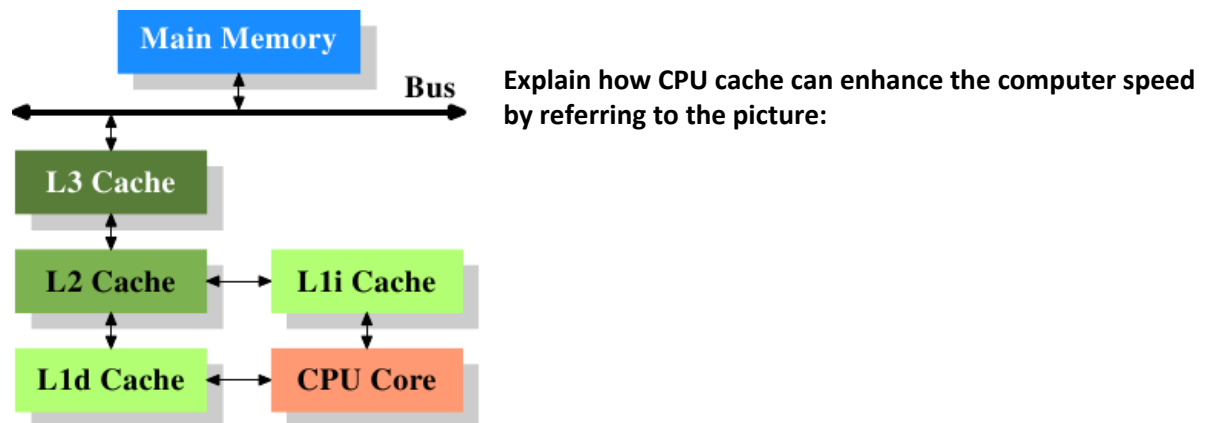 Main Memory
Bus
Explain how CPU cache can enhance the computer speed
by referring to the picture:
L3 Cache
L2 Cache
L1i Cache
L1d Cache
CPU Core